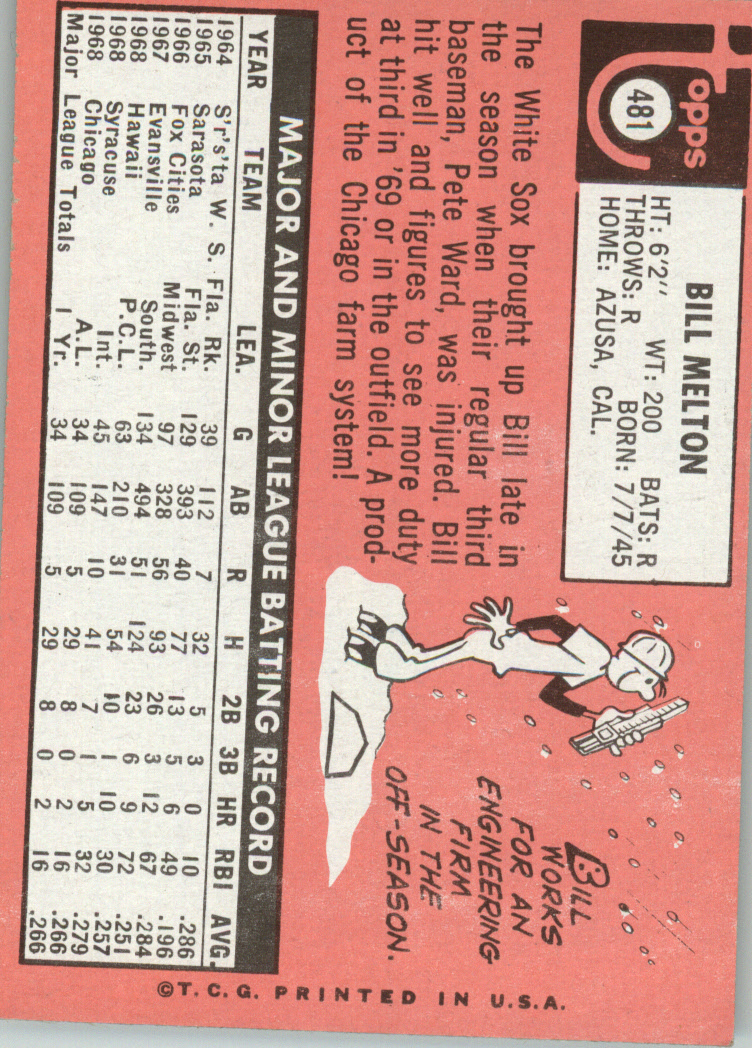 Topps
481
BILL MELTON
HT: 6'2" WT: 200 BATS: R
THROWS: R BORN: 7/7/45
HOME: AZUSA, CAL.
The White Sox brought up Bill late in
the season when their regular third
baseman, Pete Ward, was injured. Bill
hit well and figures to see more duty
at third in '69 or in the outfield. A prod-
uct of the Chicago farm system!
BILL
WORKS
FOR AN
ENGINEERING
FIRM
IN THE
OFF-SEASON.
MAJOR AND MINOR LEAGUE BATTING RECORD
YEAR TEAM LEA. G AB R H 2B 3B HR RBI AVG.
1964 S'r's'ta W. S. Fla. Rk. 39 112 7 32 5 3 0 10 .286
1965 Sarasota Fla. St. 129 393 40 77 13 5 6 49 .196
1966 Fox Cities Midwest 97 328 56 93 26 3 12 67 .284
1967 Evansville South. 134 494 51 124 23 6 9 72 .251
1968 Hawaii P.C.L. 63 210 31 54 10 1 10 30 .257
1968 Syracuse Int. 45 147 10 41 7 1 5 32 .279
1968 Chicago A.L. 34 109 5 29 8 0 2 16 .266
Major League Totals 1 Yr. 34 109 5 29 8 0 2 16 .266
©T.C.G. PRINTED IN U.S.A.